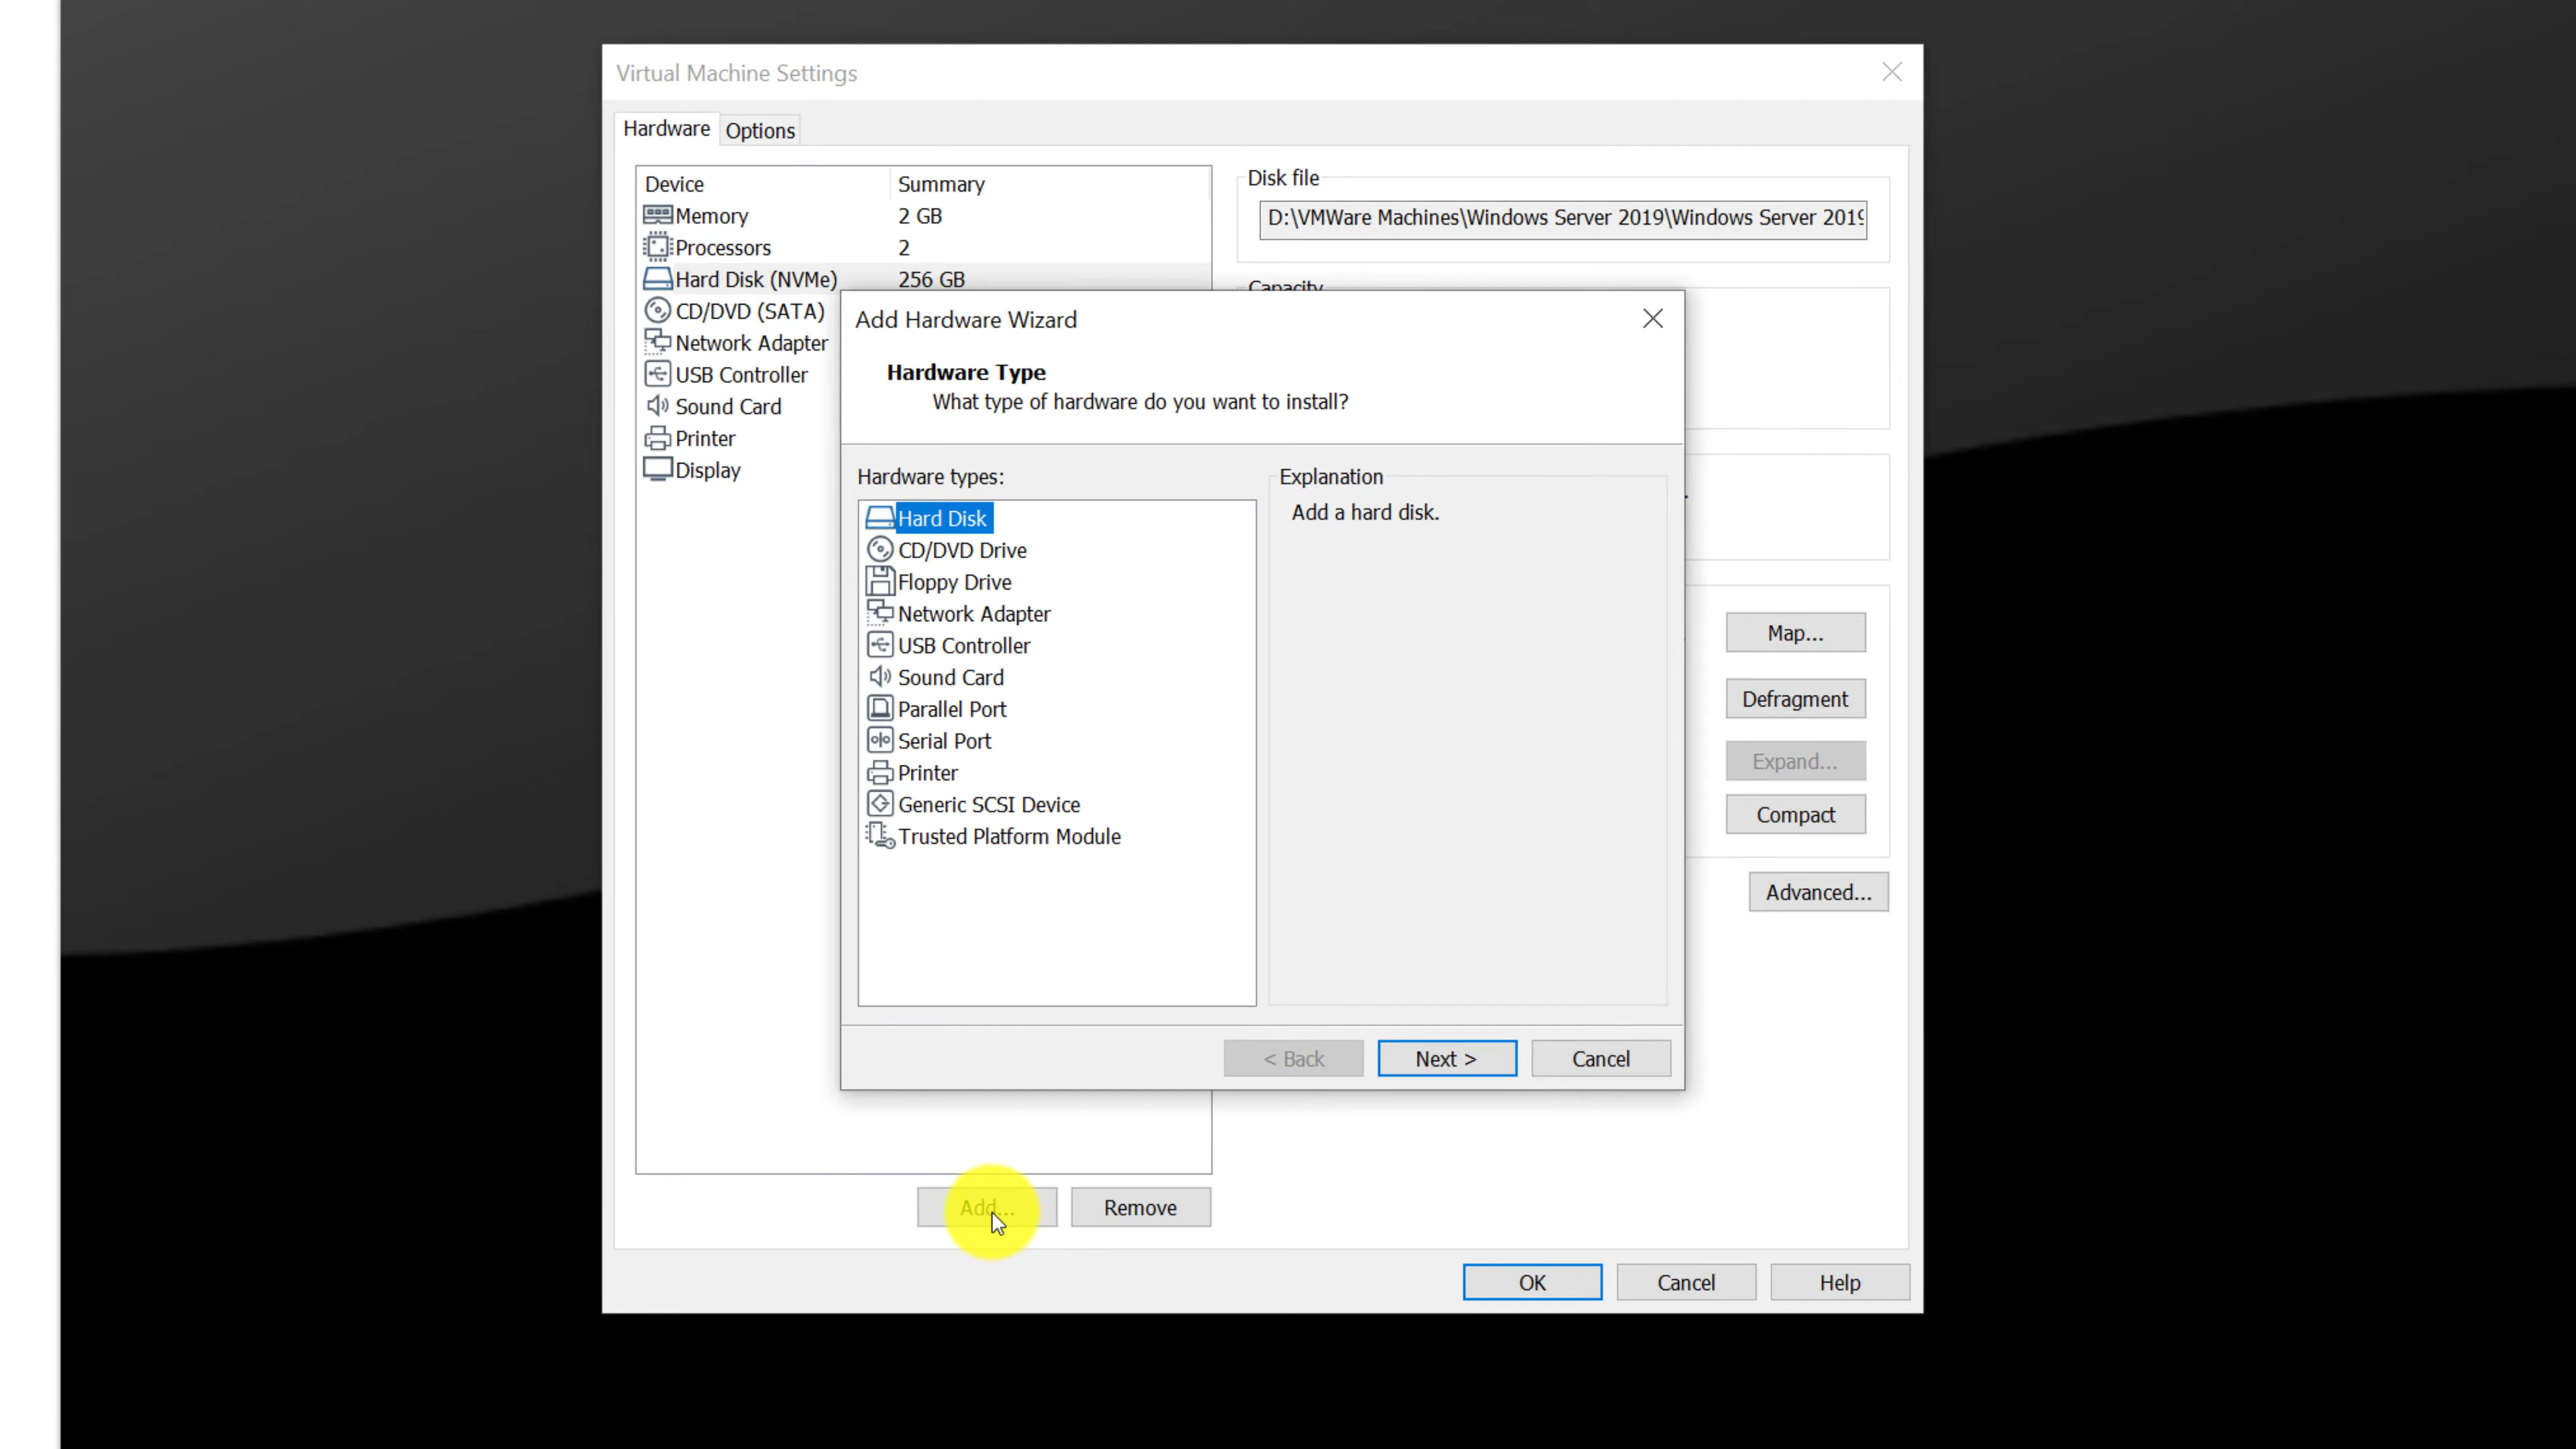 Virtual Machine Settings
Hardware Options
Device Summary
Memory 2 GB
Processors 2
Hard Disk (NVMe) 256 GB
CD/DVD (SATA)
Network Adapter
USB Controller
Sound Card
Printer
Display
Add... Remove
Disk file
D:\VMWare Machines\Windows Server 2019\Windows Server 2019
Capacity
Map...
Defragment
Expand...
Compact
Advanced...
Add Hardware Wizard
Hardware Type
What type of hardware do you want to install?
Hardware types:
Hard Disk
CD/DVD Drive
Floppy Drive
Network Adapter
USB Controller
Sound Card
Parallel Port
Serial Port
Printer
Generic SCSI Device
Trusted Platform Module
Explanation
Add a hard disk.
< Back Next > Cancel
OK Cancel Help